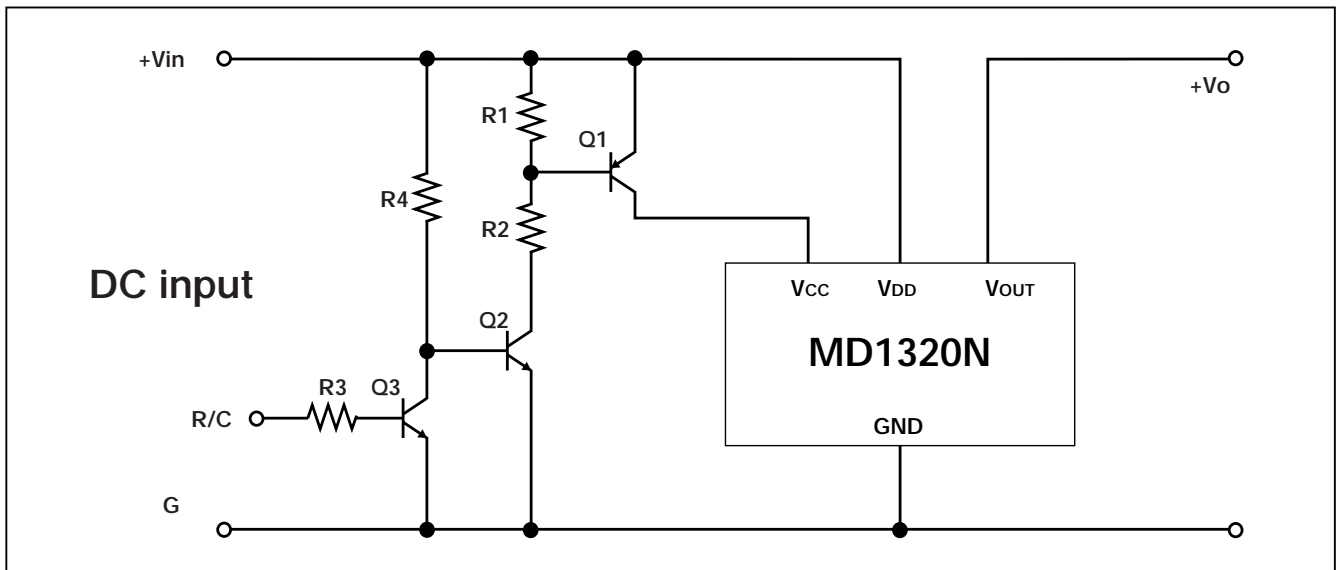 +Vin
+Vo
R1
Q1
R4
R2
DC input
VCC VDD VOUT
Q2
MD1320N
R3 Q3
R/C
GND
G